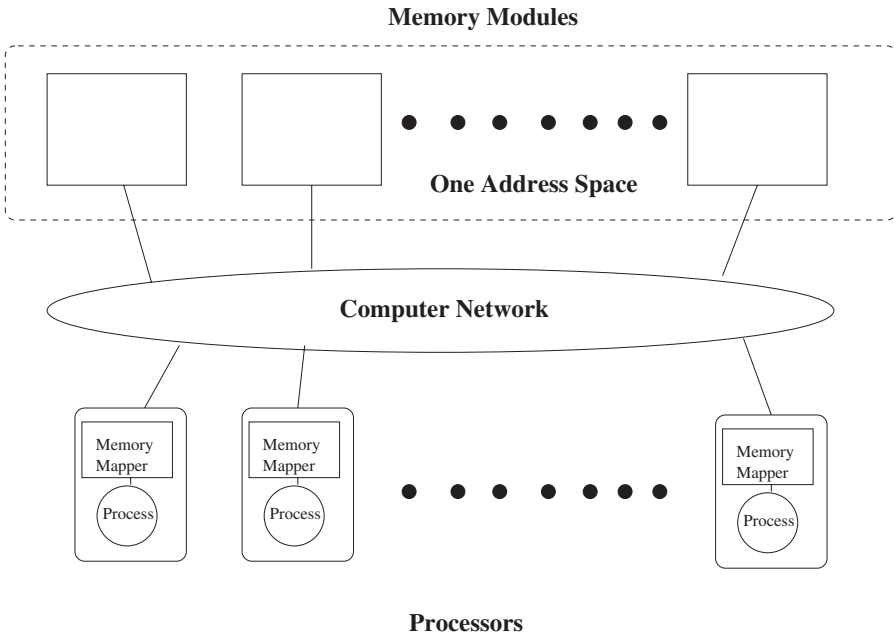 Memory Modules
One Address Space
Computer Network
Memory
Mapper
Process
Memory
Mapper
Process
Memory
Mapper
Process
Processors